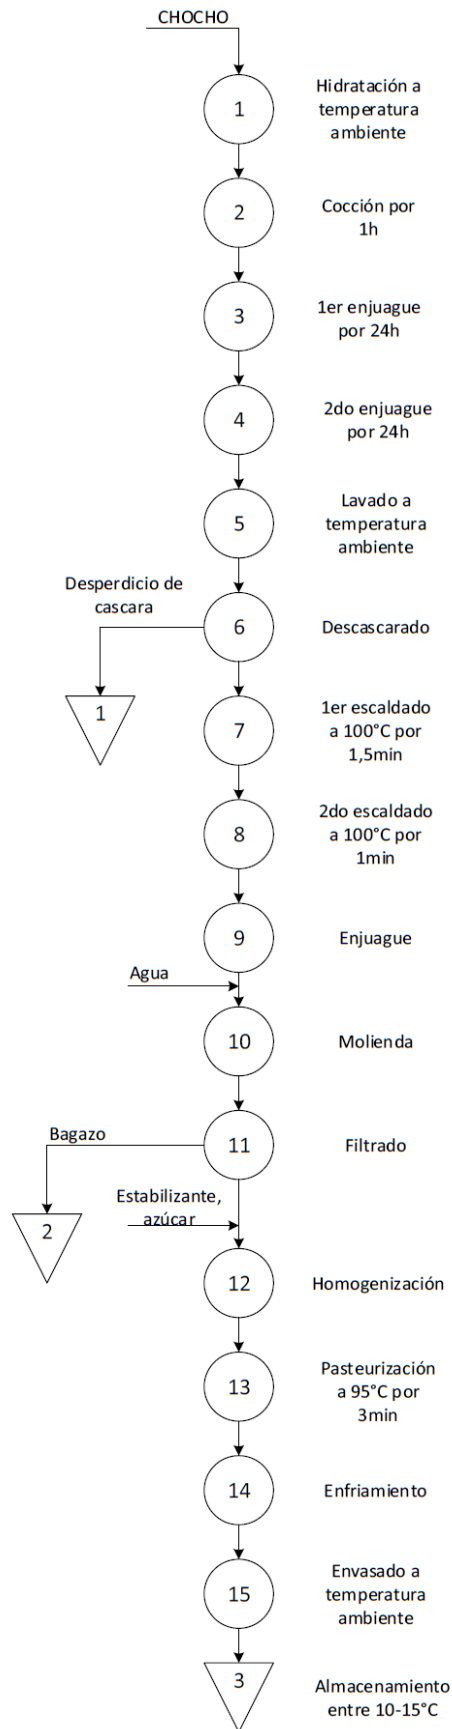 CHOCHO
1
Hidratación a
temperatura
ambiente
2
Cocción por
1h
3
1er enjuague
por 24h
4
2do enjuague
por 24h
5
Lavado a
temperatura
ambiente
Desperdicio de
cascara
1
6
Descascarado
7
1er escaldado
a 100°C por
1,5min
8
2do escaldado
a 100°C por
1min
9
Enjuague
Agua
10
Molienda
Bagazo
2
11
Filtrado
Estabilizante,
azúcar
12
Homogenización
13
Pasteurización
a 95°C por
3min
14
Enfriamiento
15
Envasado a
temperatura
ambiente
3
Almacenamiento
entre 10-15°C